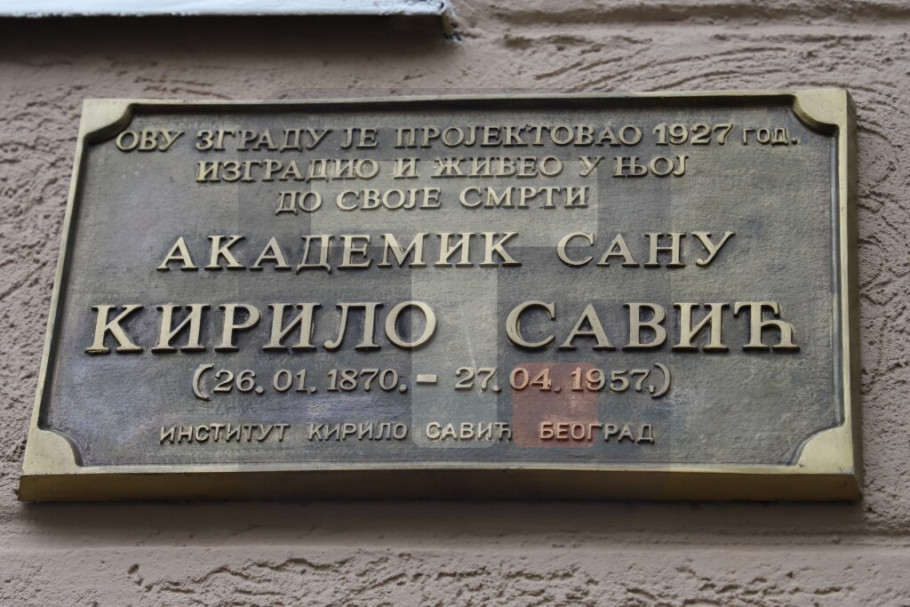 ОВУ ЗГРАДУ ЈЕ ПРОЈЕКТОВАО 1927 ГОД.
ИЗГРАДИО И ЖИВЕО У ЊОЈ
ДО СВОЈЕ СМРТИ
АКАДЕМИК САНУ
КИРИЛО САВИЋ
(26.01.1870. - 27.04.1957.)
ИНСТИТУТ КИРИЛО САВИЋ БЕОГРАД